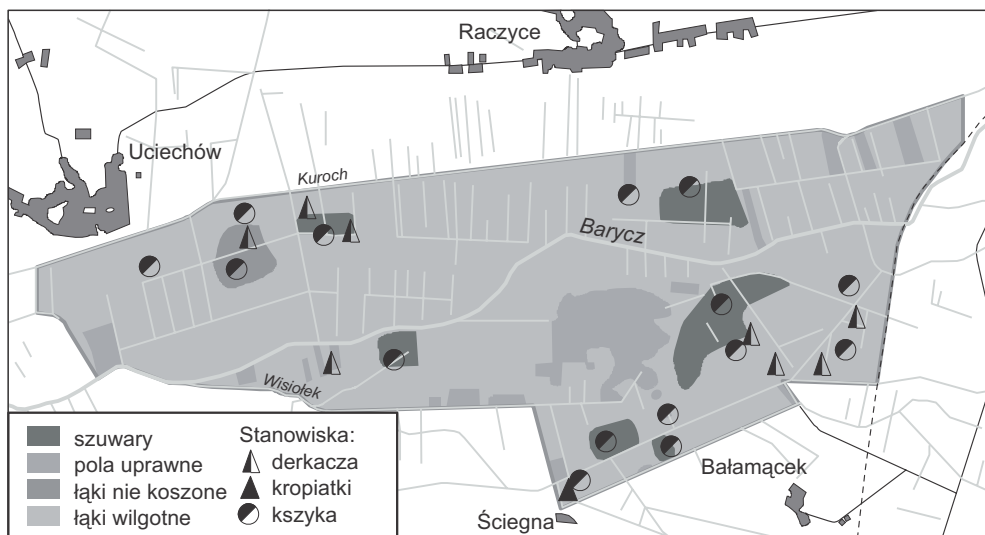 Raczyce
Uciechów
Kuroch
Barycz
Wisiołek
szuwary
pola uprawne
łąki nie koszone
łąki wilgotne
Stanowiska:
derkacza
kropiatki
kszyka
Bałamącek
Ściegna